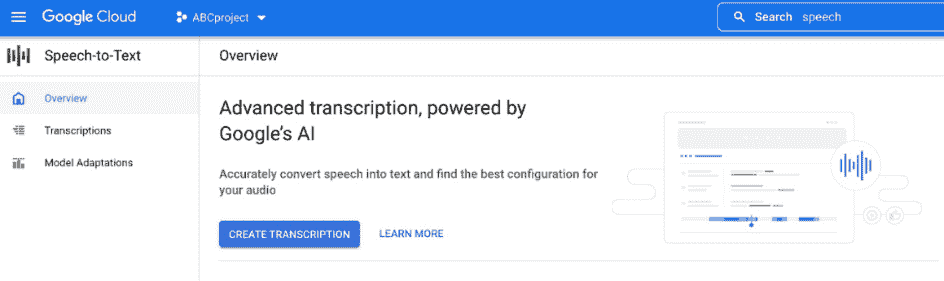 Google Cloud
ABCproject
Search speech
Speech-to-Text
Overview
Overview
Transcriptions
Model Adaptations
Advanced transcription, powered by
Google's AI
Accurately convert speech into text and find the best configuration for
your audio
CREATE TRANSCRIPTION
LEARN MORE